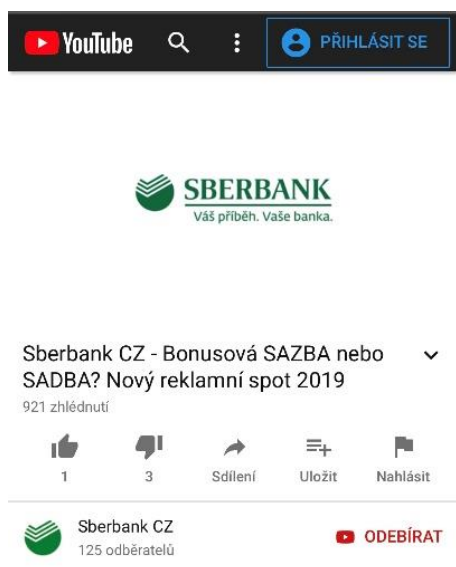 YouTube PŘIHLÁSIT SE
SBERBANK
Váš příběh. Vaše banka.
Sberbank CZ - Bonusová SAZBA nebo
SADBA? Nový reklamní spot 2019
921 zhlédnutí
1 3 Sdílení Uložit Nahlásit
Sberbank CZ
125 odběratelů
ODEBÍRAT